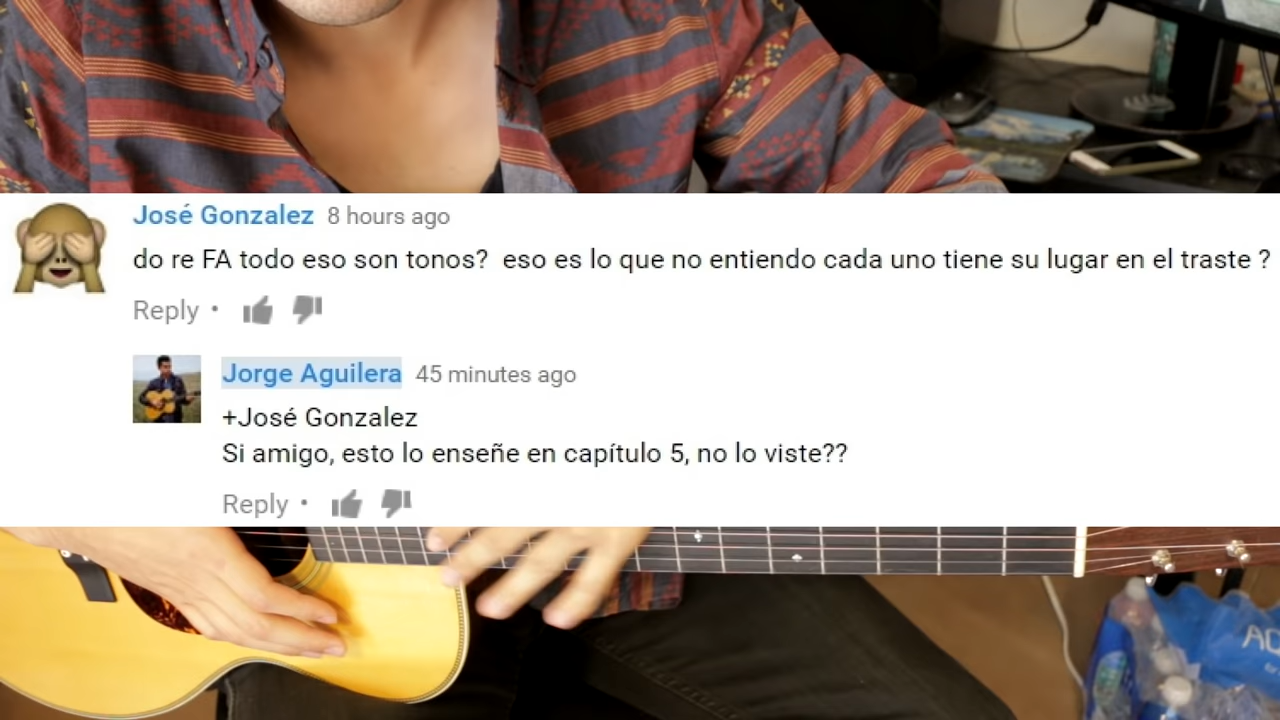 José Gonzalez 8 hours ago
do re FA todo eso son tonos?  eso es lo que no entiendo cada uno tiene su lugar en el traste ?
Reply •
Jorge Aguilera 45 minutes ago
+José Gonzalez
Si amigo, esto lo enseñe en capítulo 5, no lo viste??
Reply •